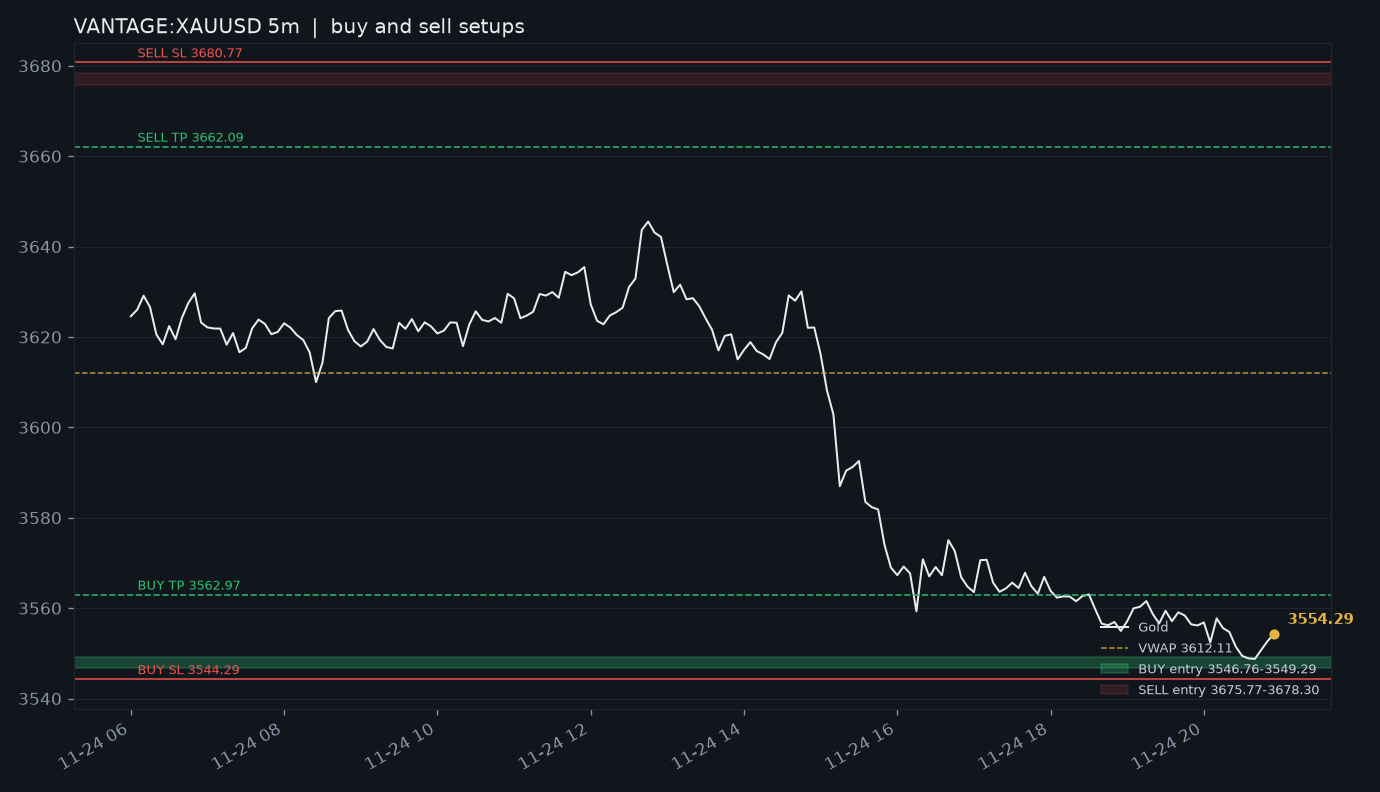 VANTAGE:XAUUSD 5m | buy and sell setups
SELL SL 3680.77
3680
SELL TP 3662.09
3660
3640
3620
3600
3580
BUY TP 3562.97
3560
3554.29
Gold
VWAP 3612.11
BUY SL 3544.29
BUY entry 3546.76-3549.29
SELL entry 3675.77-3678.30
3540
11-24 06
11-24 08
11-24 10
11-24 12
11-24 14
11-24 16
11-24 18
11-24 20